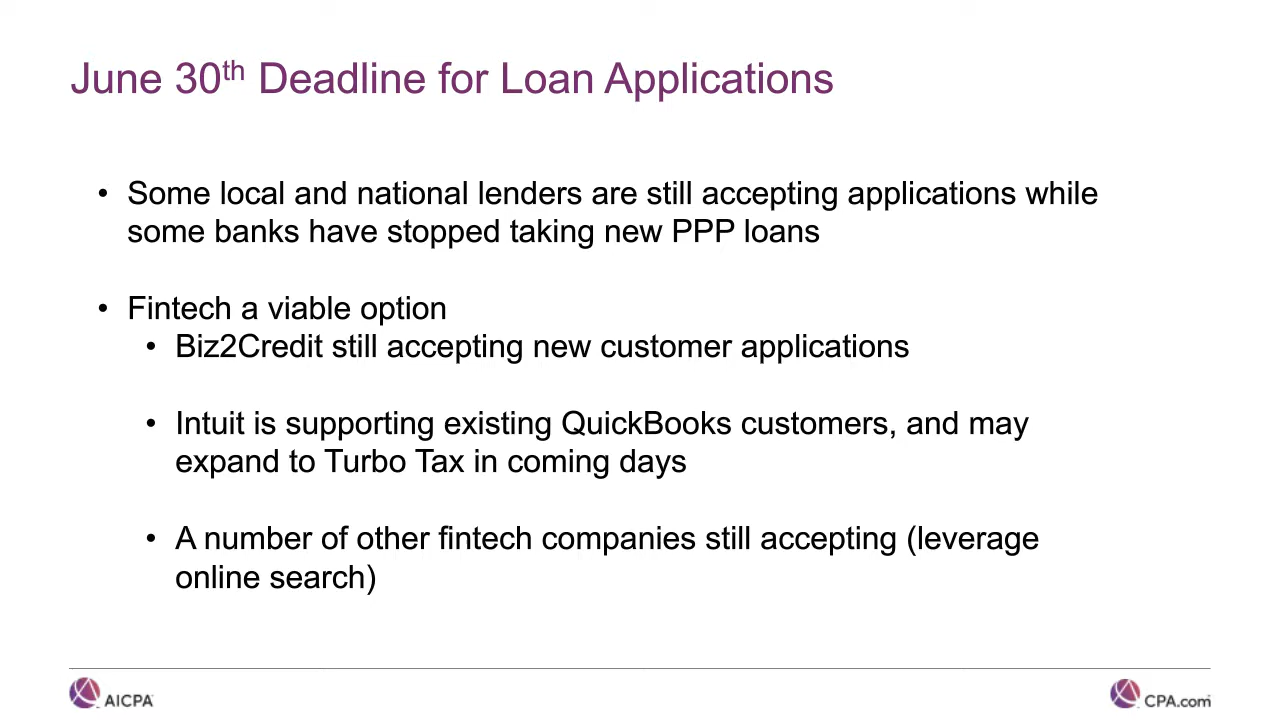 June 30th Deadline for Loan Applications
• Some local and national lenders are still accepting applications while
some banks have stopped taking new PPP loans
• Fintech a viable option
• Biz2Credit still accepting new customer applications
• Intuit is supporting existing QuickBooks customers, and may
expand to Turbo Tax in coming days
• A number of other fintech companies still accepting (leverage
online search)
AICPA
CPA.com